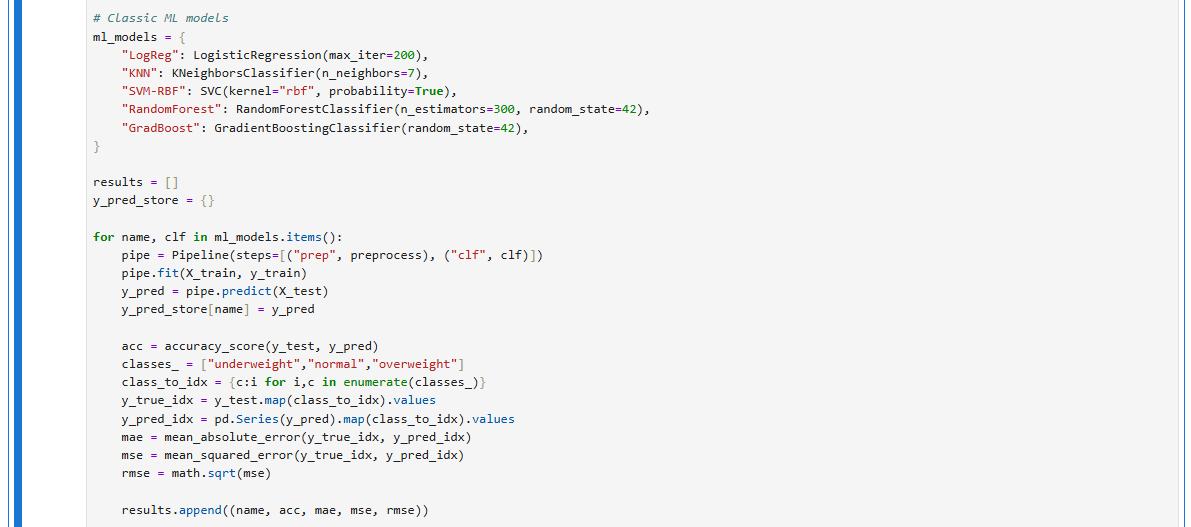 # Classic ML models
ml_models = {
    "LogReg": LogisticRegression(max_iter=200),
    "KNN": KNeighborsClassifier(n_neighbors=7),
    "SVM-RBF": SVC(kernel="rbf", probability=True),
    "RandomForest": RandomForestClassifier(n_estimators=300, random_state=42),
    "GradBoost": GradientBoostingClassifier(random_state=42),
}
results = []
y_pred_store = {}
for name, clf in ml_models.items():
    pipe = Pipeline(steps=[("prep", preprocess), ("clf", clf)])
    pipe.fit(X_train, y_train)
    y_pred = pipe.predict(X_test)
    y_pred_store[name] = y_pred
    acc = accuracy_score(y_test, y_pred)
    classes_ = ["underweight","normal","overweight"]
    class_to_idx = {c:i for i,c in enumerate(classes_)}
    y_true_idx = y_test.map(class_to_idx).values
    y_pred_idx = pd.Series(y_pred).map(class_to_idx).values
    mae = mean_absolute_error(y_true_idx, y_pred_idx)
    mse = mean_squared_error(y_true_idx, y_pred_idx)
    rmse = math.sqrt(mse)
    results.append((name, acc, mae, mse, rmse))